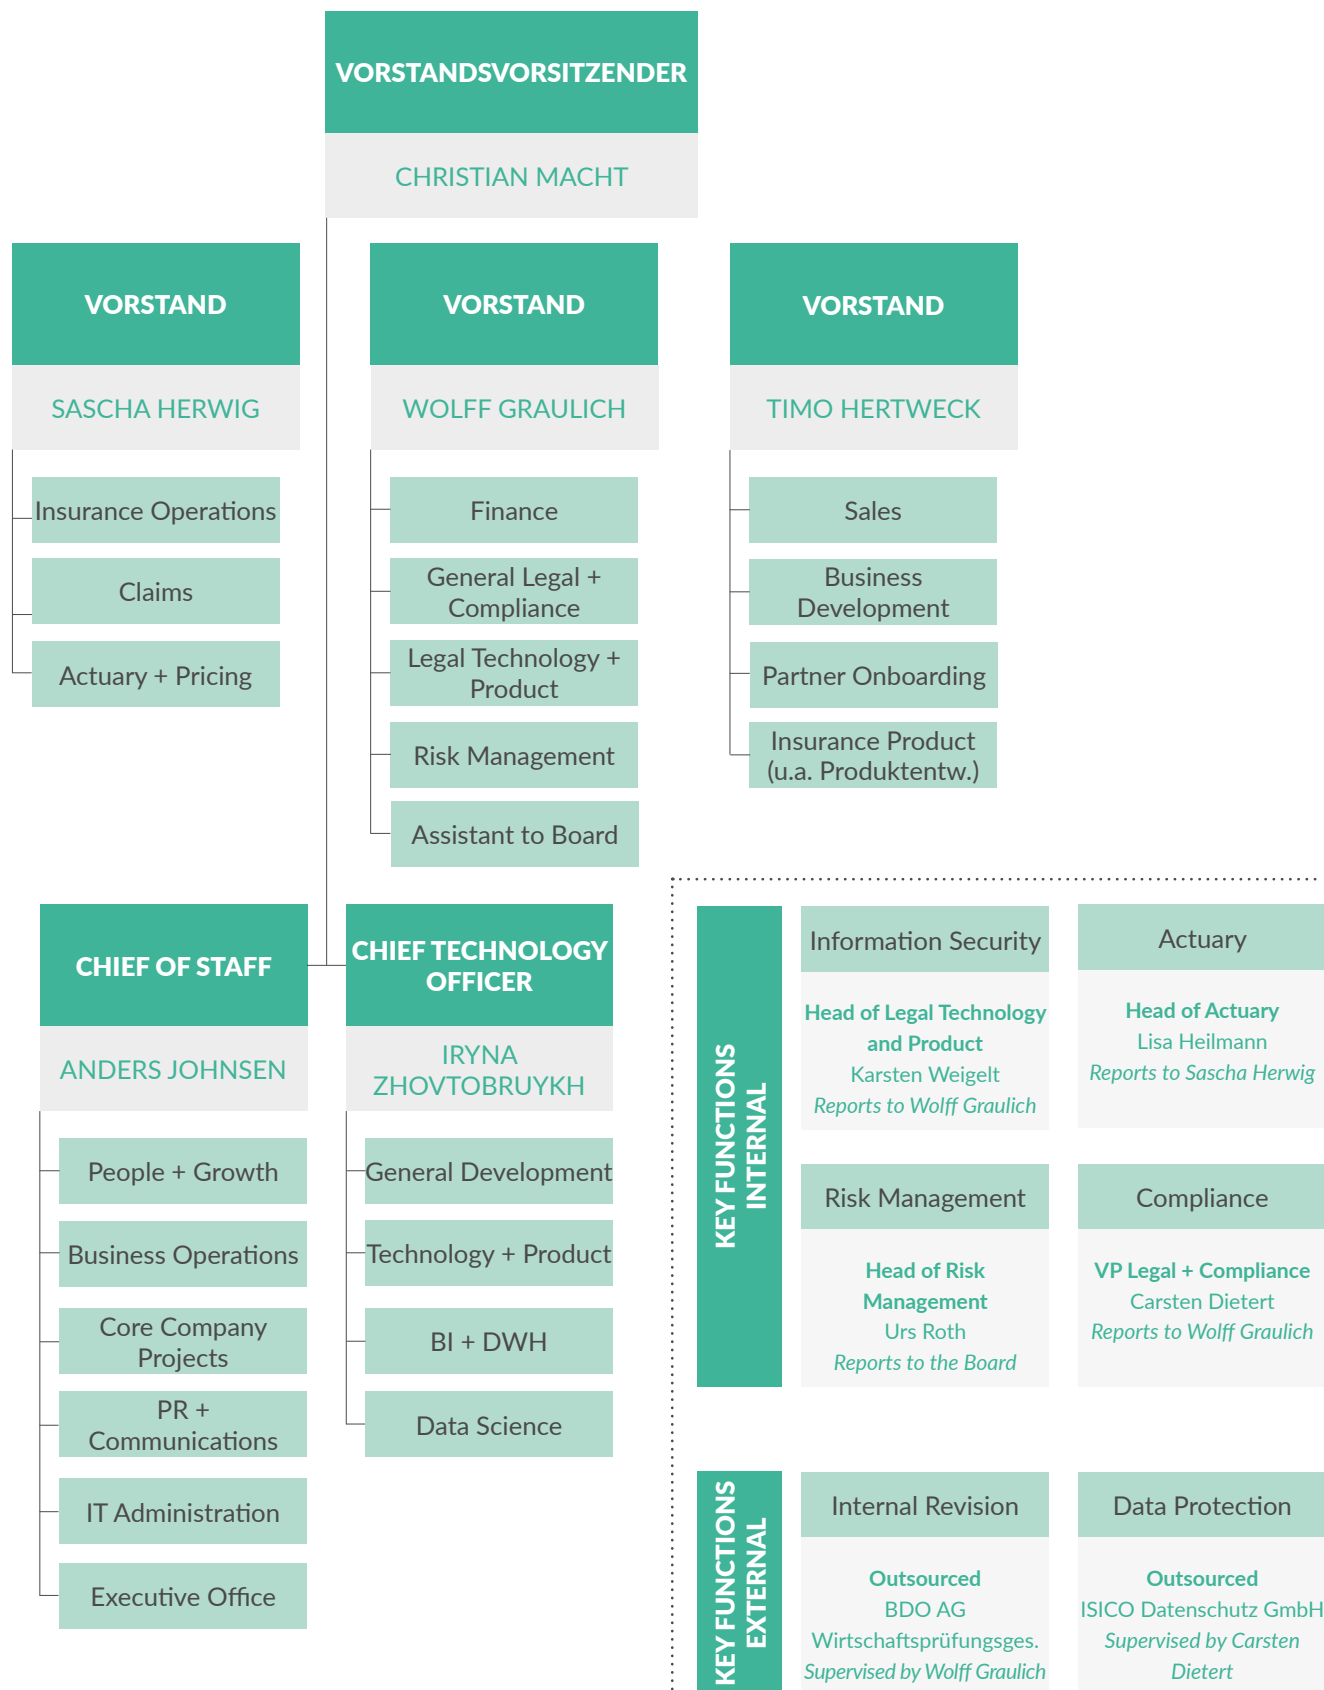 VORSTANDSVORSITZENDER
CHRISTIAN MACHT
VORSTAND
SASCHA HERWIG
Insurance Operations
Claims
Actuary + Pricing
VORSTAND
WOLFF GRAULICH
Finance
General Legal +
Compliance
Legal Technology +
Product
Risk Management
Assistant to Board
VORSTAND
TIMO HERTWECK
Sales
Business
Development
Partner Onboarding
Insurance Product
(u.a. Produktentw.)
CHIEF OF STAFF
ANDERS JOHNSEN
People + Growth
Business Operations
Core Company
Projects
PR +
Communications
IT Administration
Executive Office
CHIEF TECHNOLOGY
OFFICER
IRYNA
ZHOVTOBRUYKH
General Development
Technology + Product
BI + DWH
Data Science
KEY FUNCTIONS
INTERNAL
Information Security
Head of Legal Technology
and Product
Karsten Weigelt
Reports to Wolff Graulich
Actuary
Head of Actuary
Lisa Heilmann
Reports to Sascha Herwig
Risk Management
Head of Risk
Management
Urs Roth
Reports to the Board
Compliance
VP Legal + Compliance
Carsten Dietert
Reports to Wolff Graulich
KEY FUNCTIONS
EXTERNAL
Internal Revision
Outsourced
BDO AG
Wirtschaftsprüfungsges.
Supervised by Wolff Graulich
Data Protection
Outsourced
ISICO Datenschutz GmbH
Supervised by Carsten
Dietert